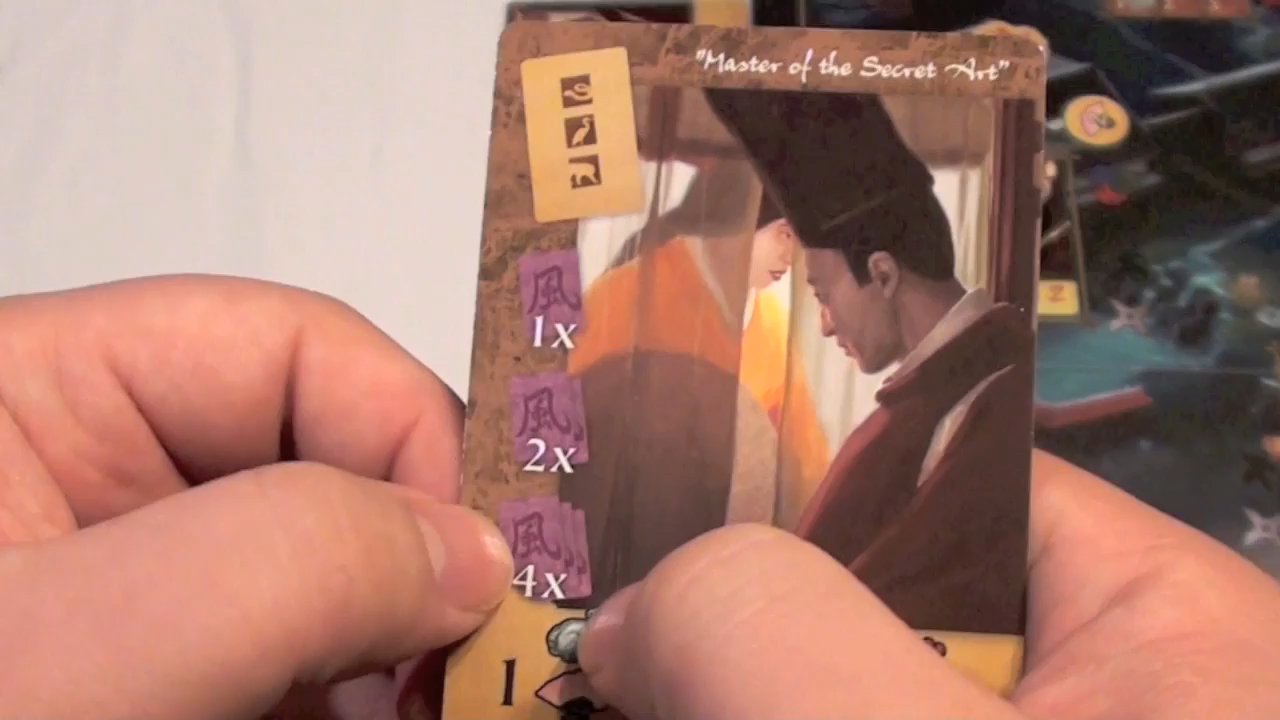 "Master of the Secret Art"
風
1x
風
2x
風
4x
1